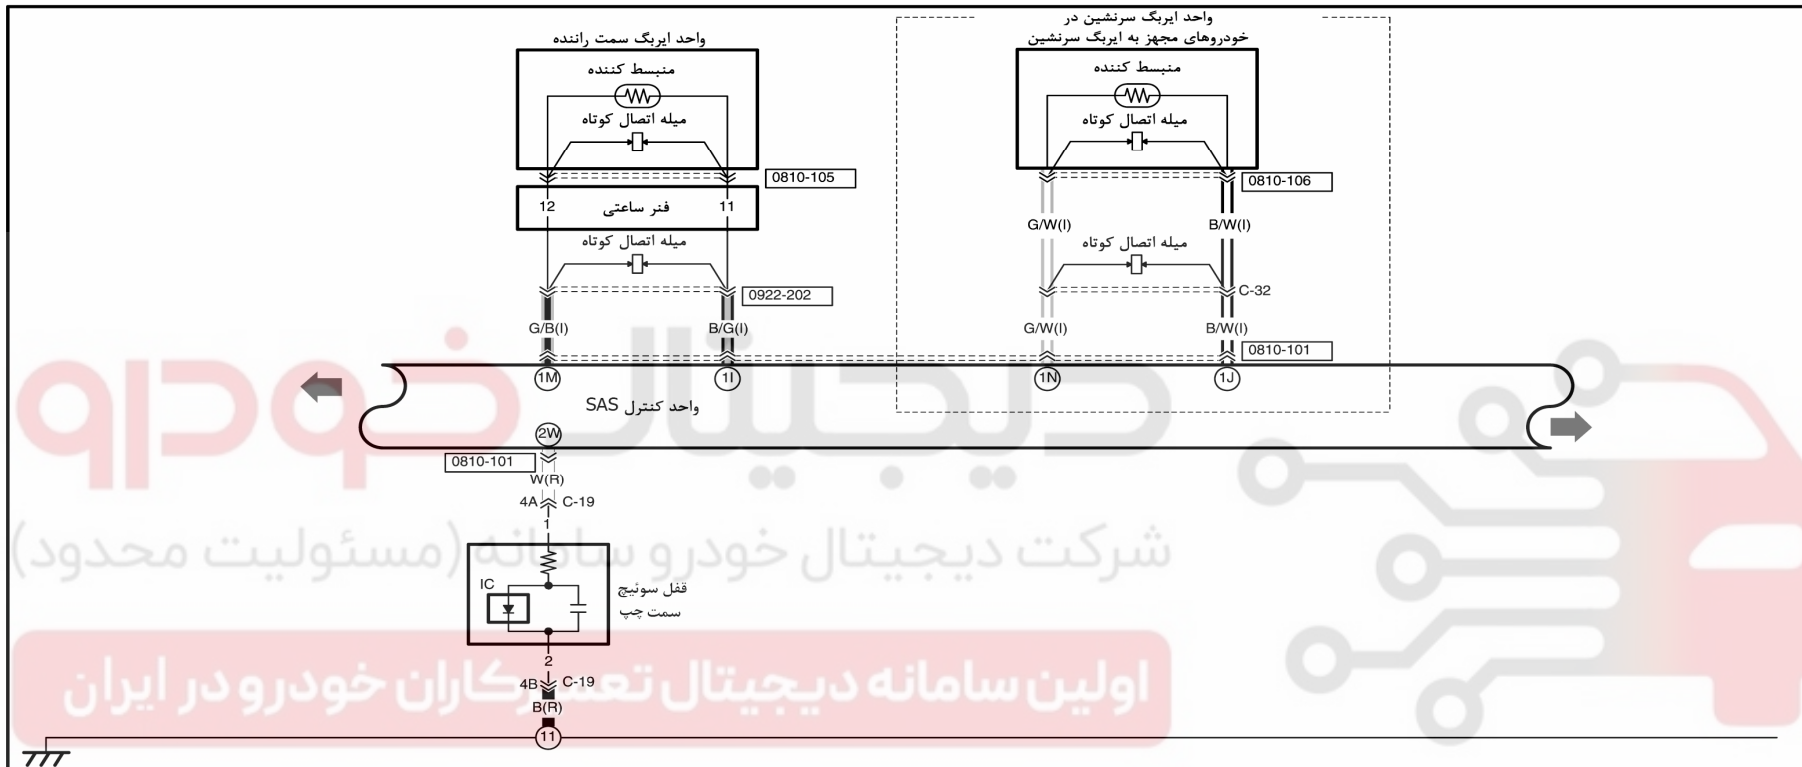 واحد ایربگ سرنشین در
خودروهای مجهز به ایربگ سرنشین
واحد ایربگ سمت راننده
منبسط کننده
منبسط کننده
میله اتصال کوتاه
میله اتصال کوتاه
0810-105
0810-106
12
فنر ساعتی
11
G/W(I)
B/W(I)
میله اتصال کوتاه
میله اتصال کوتاه
0922-202
C-32
G/B(I)
B/G(I)
G/W(I)
B/W(I)
0810-101
1M
1I
1N
1J
واحد کنترل SAS
2W
0810-101
W(R)
4A
C-19
1
IC
قفل سوئیچ
سمت چپ
2
4B
C-19
B(R)
11
دیجیتال خودرو
شرکت دیجیتال خودرو سامانه (مسئولیت محدود)
اولین سامانه دیجیتال تعمیرکاران خودرو در ایران